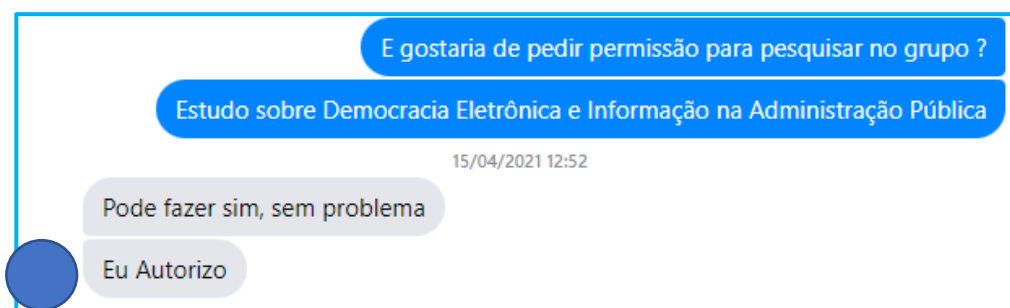 E gostaria de pedir permissão para pesquisar no grupo ?
Estudo sobre Democracia Eletrônica e Informação na Administração Pública
15/04/2021 12:52
Pode fazer sim, sem problema
Eu Autorizo